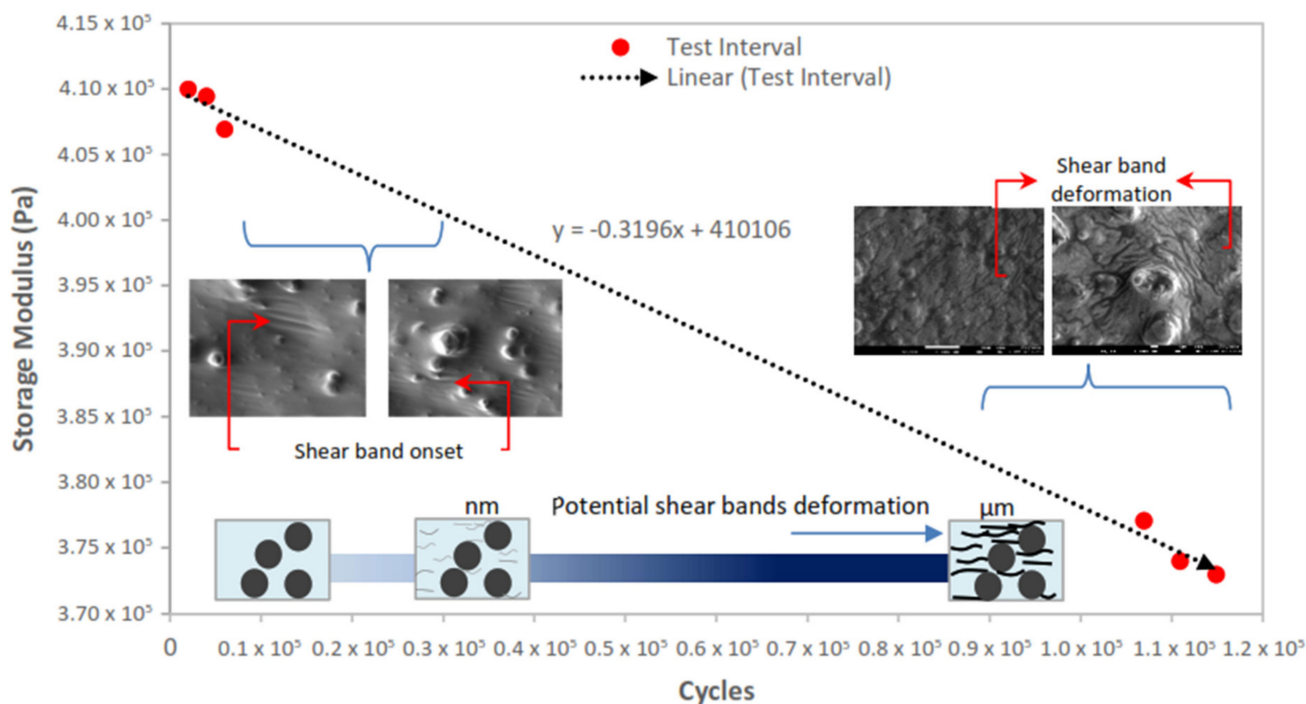 4.15 x 10⁵
4.10 x 10⁵
4.05 x 10⁵
4.00 x 10⁵
3.95 x 10⁵
3.90 x 10⁵
3.85 x 10⁵
3.80 x 10⁵
3.75 x 10⁵
3.70 x 10⁵
Storage Modulus (Pa)
Test Interval
Linear (Test Interval)
Shear band
deformation
y = -0.3196x + 410106
Shear band onset
nm
Potential shear bands deformation
µm
0
0.1 x 10⁵
0.2 x 10⁵
0.3 x 10⁵
0.4 x 10⁵
0.5 x 10⁵
0.6 x 10⁵
0.7 x 10⁵
0.8 x 10⁵
0.9 x 10⁵
1.0 x 10⁵
1.1 x 10⁵
1.2 x 10⁵
Cycles